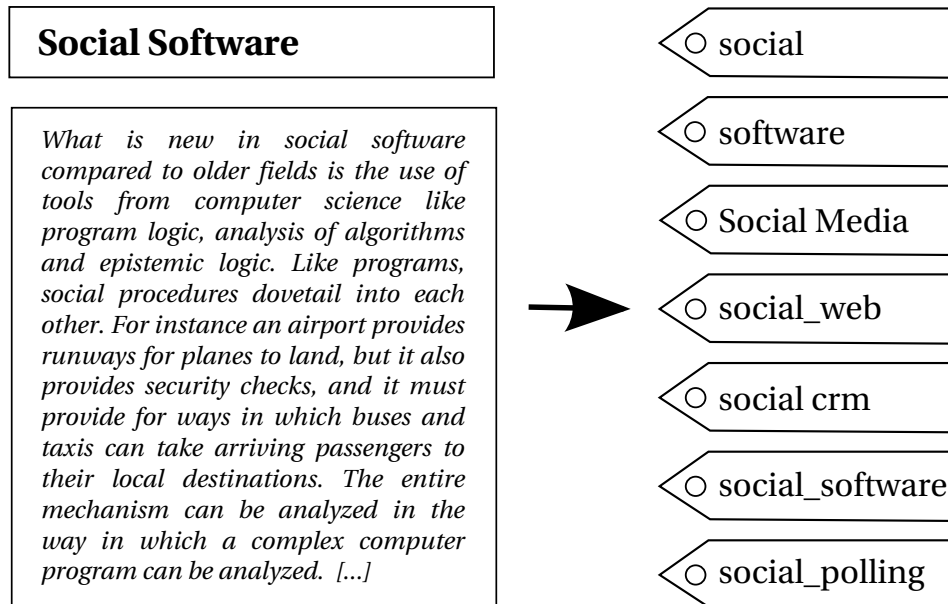 Social Software
What is new in social software
compared to older fields is the use of
tools from computer science like
program logic, analysis of algorithms
and epistemic logic. Like programs,
social procedures dovetail into each
other. For instance an airport provides
runways for planes to land, but it also
provides security checks, and it must
provide for ways in which buses and
taxis can take arriving passengers to
their local destinations. The entire
mechanism can be analyzed in the
way in which a complex computer
program can be analyzed. [...]
social
software
Social Media
social_web
social crm
social_software
social_polling